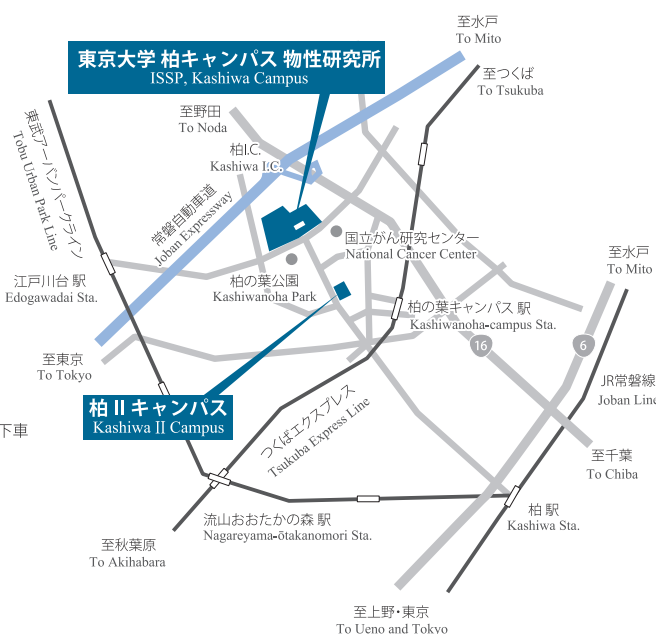 至水戸
To Mito
東京大学 柏キャンパス 物性研究所
ISSP, Kashiwa Campus
至つくば
To Tsukuba
至野田
To Noda
東武アーバンパークライン
Tobu Urban Park Line
柏I.C.
Kashiwa I.C.
常磐自動車道
Joban Expressway
国立がん研究センター
National Cancer Center
至水戸
To Mito
江戸川台 駅
Edogawadai Sta.
柏の葉公園
Kashiwanoha Park
柏の葉キャンパス 駅
Kashiwanoha-campus Sta.
16
6
至東京
To Tokyo
JR常磐線
Joban Line
柏 II キャンパス
Kashiwa II Campus
つくばエクスプレス
Tsukuba Express Line
下車
至千葉
To Chiba
流山おおたかの森 駅
Nagareyama-ōtakanomori Sta.
柏 駅
Kashiwa Sta.
至秋葉原
To Akihabara
至上野・東京
To Ueno and Tokyo